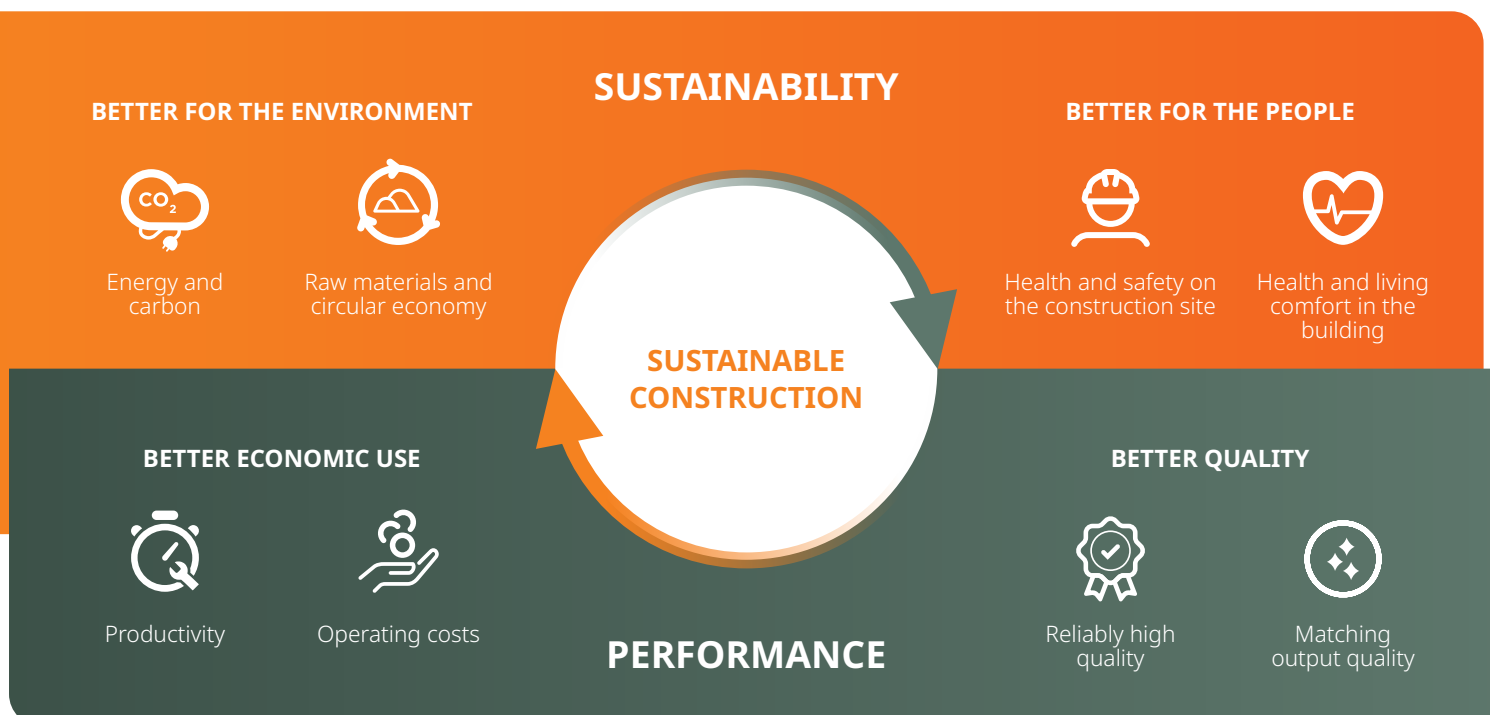 SUSTAINABILITY
BETTER FOR THE ENVIRONMENT
CO2
Energy and
carbon
Raw materials and
circular economy
BETTER FOR THE PEOPLE
Health and safety on
the construction site
Health and living
comfort in the
building
SUSTAINABLE
CONSTRUCTION
BETTER ECONOMIC USE
Productivity
Operating costs
PERFORMANCE
BETTER QUALITY
Reliably high
quality
Matching
output quality